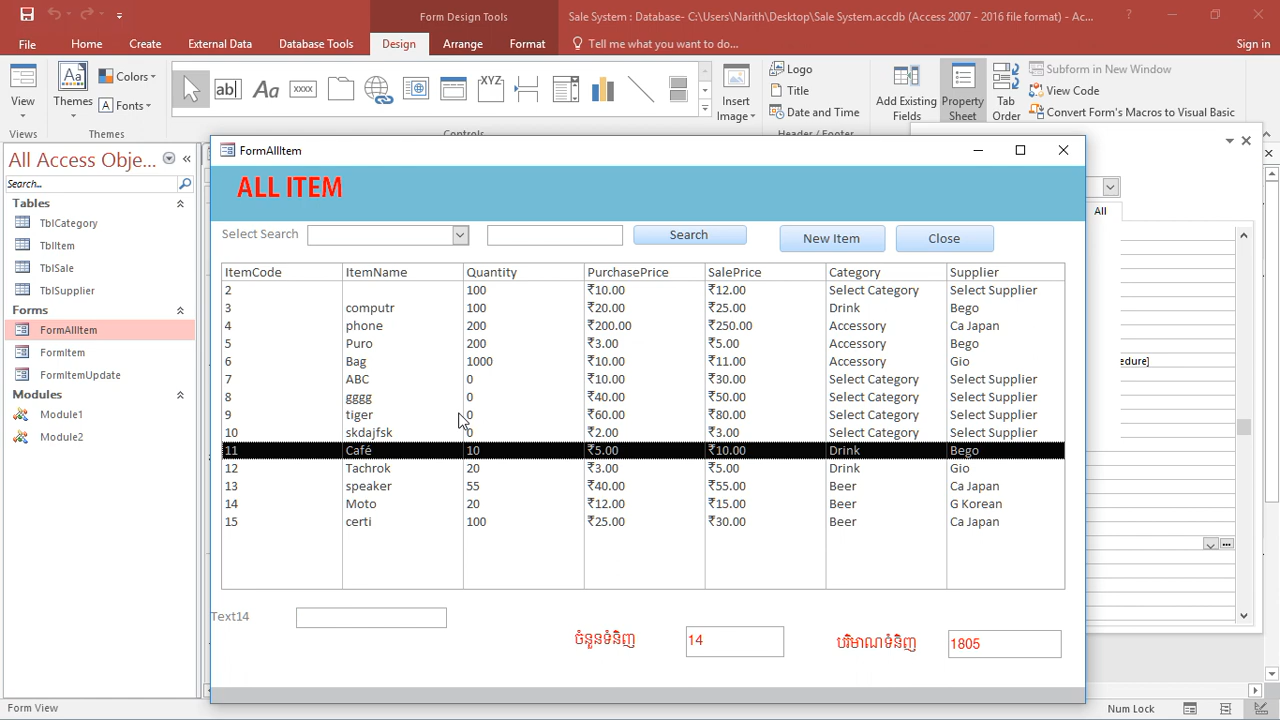 Form Design Tools
Sale System : Database- C:\Users\Narith\Desktop\Sale System.accdb (Access 2007 - 2016 file format) - Ac...
File Home Create External Data Database Tools Design Arrange Format Tell me what you want to do... Sign in
View
Views
Themes
Colors
Fonts
Themes
ab|
Aa
xxxx
XYZ
Controls
Insert Image
Logo
Title
Date and Time
Header / Footer
Add Existing Fields
Property Sheet
Tab Order
Subform in New Window
View Code
Convert Form's Macros to Visual Basic
All Access Obje...
Search...
Tables
TblCategory
TblItem
TblSale
TblSupplier
Forms
FormAllItem
FormItem
FormItemUpdate
Modules
Module1
Module2
All
edure]
FormAllItem
ALL ITEM
Select Search Search New Item Close
ItemCode ItemName Quantity PurchasePrice SalePrice Category Supplier
2 100 ₹10.00 ₹12.00 Select Category Select Supplier
3 computr 100 ₹20.00 ₹25.00 Drink Bego
4 phone 200 ₹200.00 ₹250.00 Accessory Ca Japan
5 Puro 200 ₹3.00 ₹5.00 Accessory Bego
6 Bag 1000 ₹10.00 ₹11.00 Accessory Gio
7 ABC 0 ₹10.00 ₹30.00 Select Category Select Supplier
8 gggg 0 ₹40.00 ₹50.00 Select Category Select Supplier
9 tiger 0 ₹60.00 ₹80.00 Select Category Select Supplier
10 skdajfsk 0 ₹2.00 ₹3.00 Select Category Select Supplier
11 Café 10 ₹5.00 ₹10.00 Drink Bego
12 Tachrok 20 ₹3.00 ₹5.00 Drink Gio
13 speaker 55 ₹40.00 ₹55.00 Beer Ca Japan
14 Moto 20 ₹12.00 ₹15.00 Beer G Korean
15 certi 100 ₹25.00 ₹30.00 Beer Ca Japan
Text14
ចំនួនទំនិញ 14 បរិមាណទំនិញ 1805
Form View Num Lock